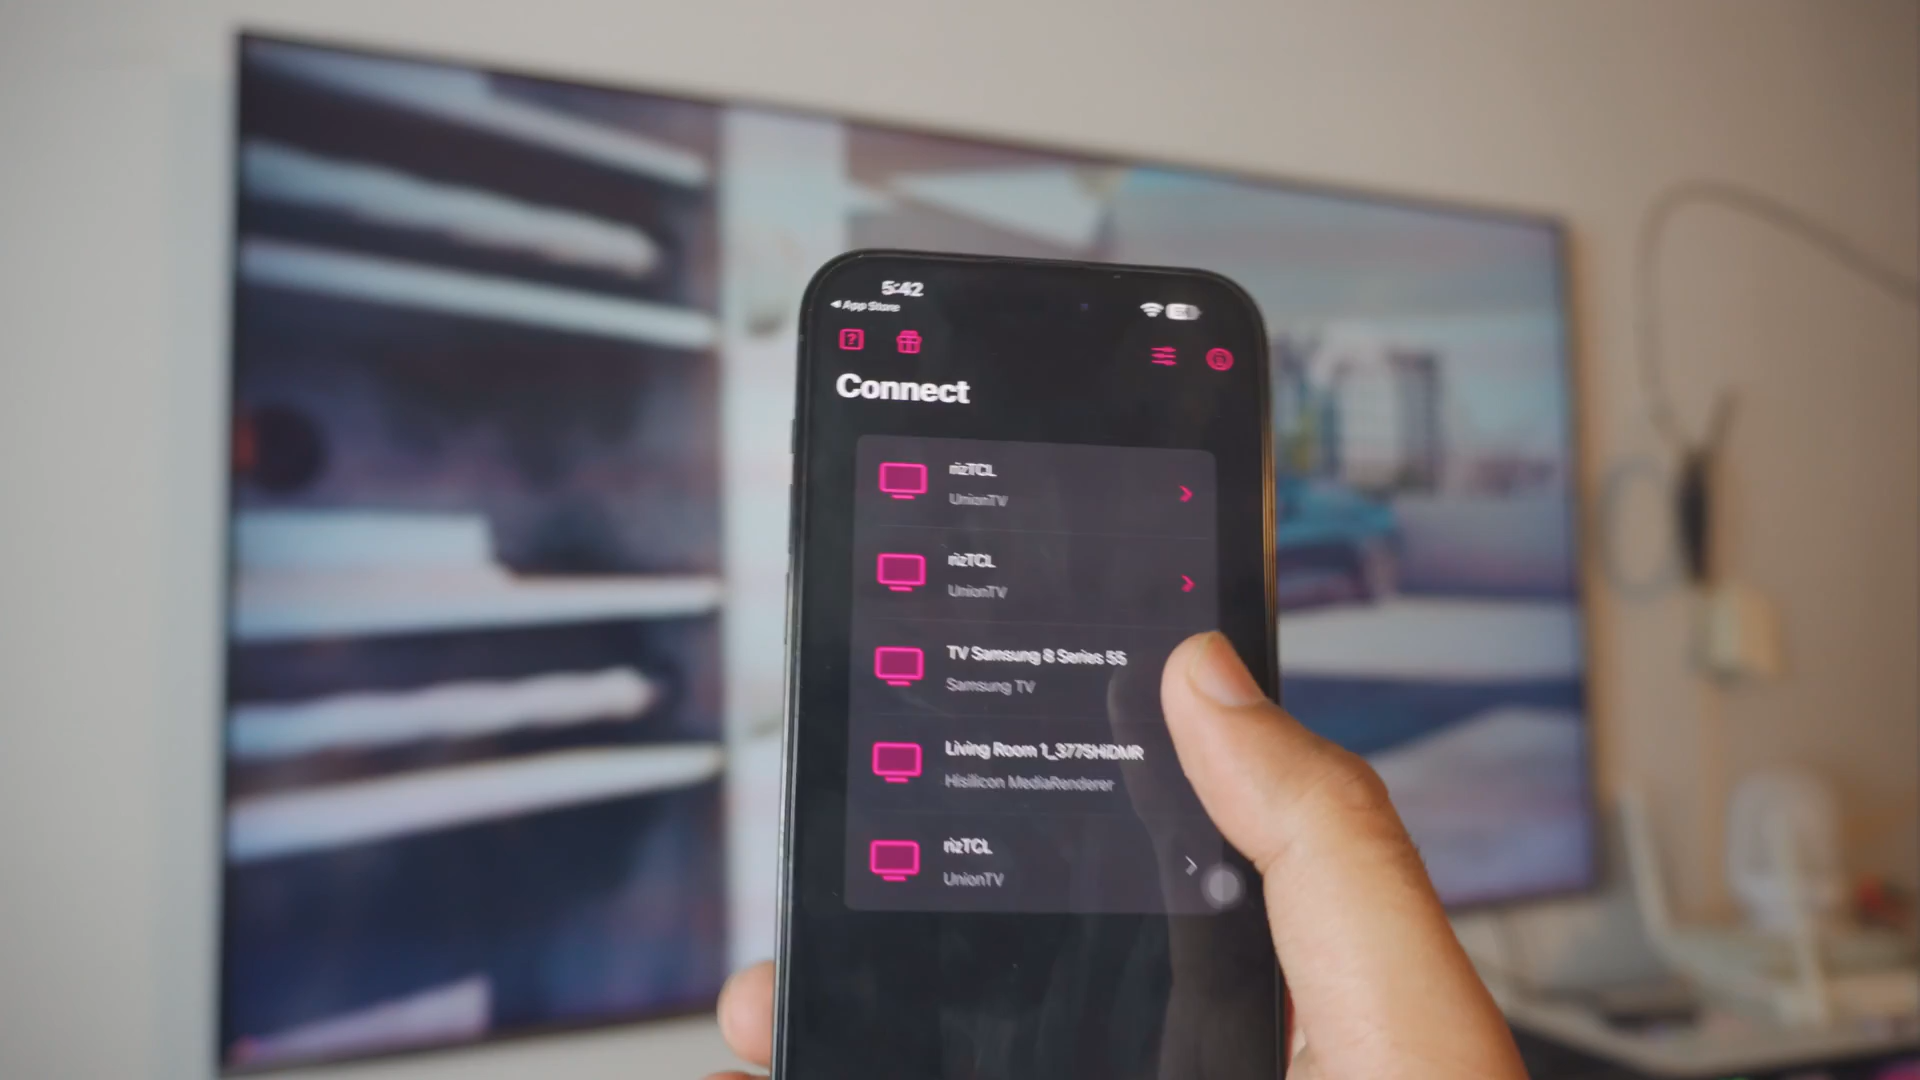 5:42
◀ App Store
Connect
rizTCL
UnionTV
rizTCL
UnionTV
TV Samsung 8 Series 55
Samsung TV
Living Room 1_3775HiDMR
Hisilicon MediaRenderer
rizTCL
UnionTV